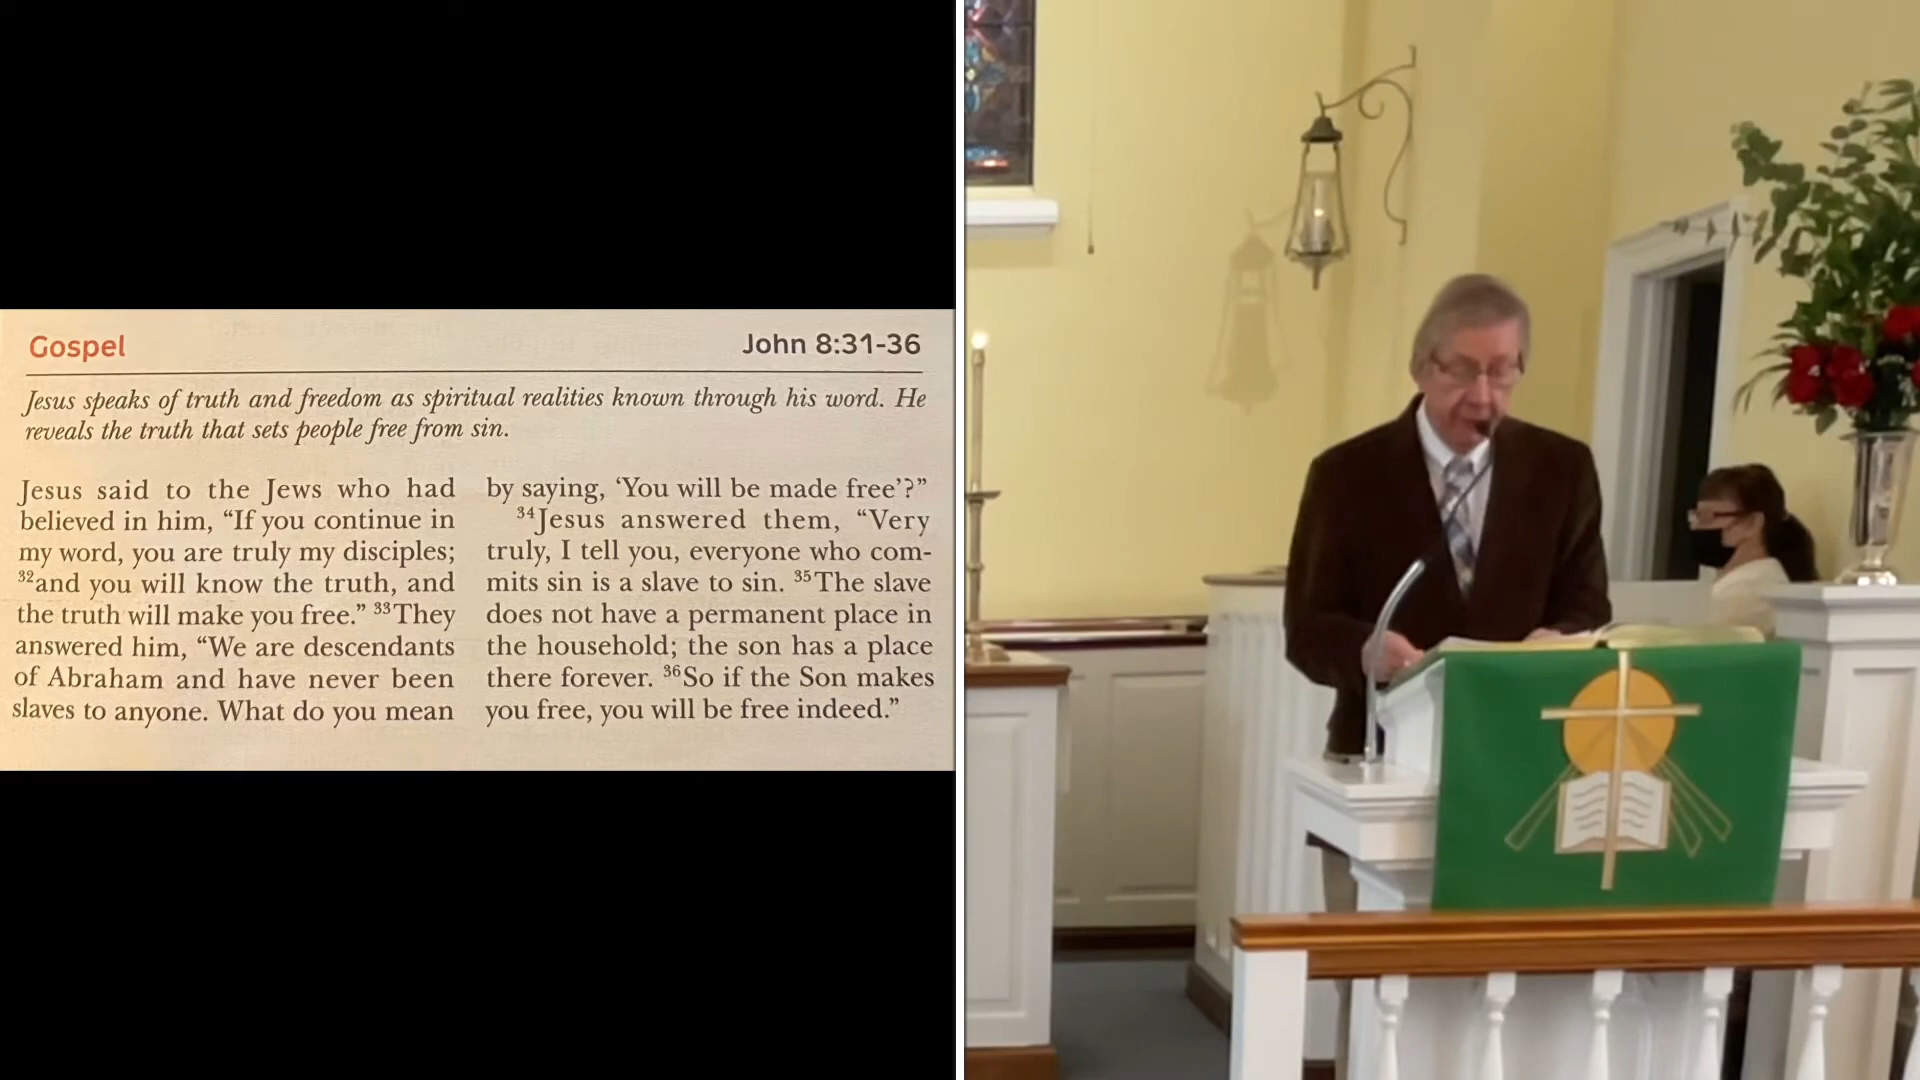 Gospel
John 8:31-36
Jesus speaks of truth and freedom as spiritual realities known through his word. He
reveals the truth that sets people free from sin.
Jesus said to the Jews who had
believed in him, “If you continue in
my word, you are truly my disciples;
32and you will know the truth, and
the truth will make you free.” 33They
answered him, “We are descendants
of Abraham and have never been
slaves to anyone. What do you mean
by saying, ‘You will be made free’?”
34Jesus answered them, “Very
truly, I tell you, everyone who com-
mits sin is a slave to sin. 35The slave
does not have a permanent place in
the household; the son has a place
there forever. 36So if the Son makes
you free, you will be free indeed.”